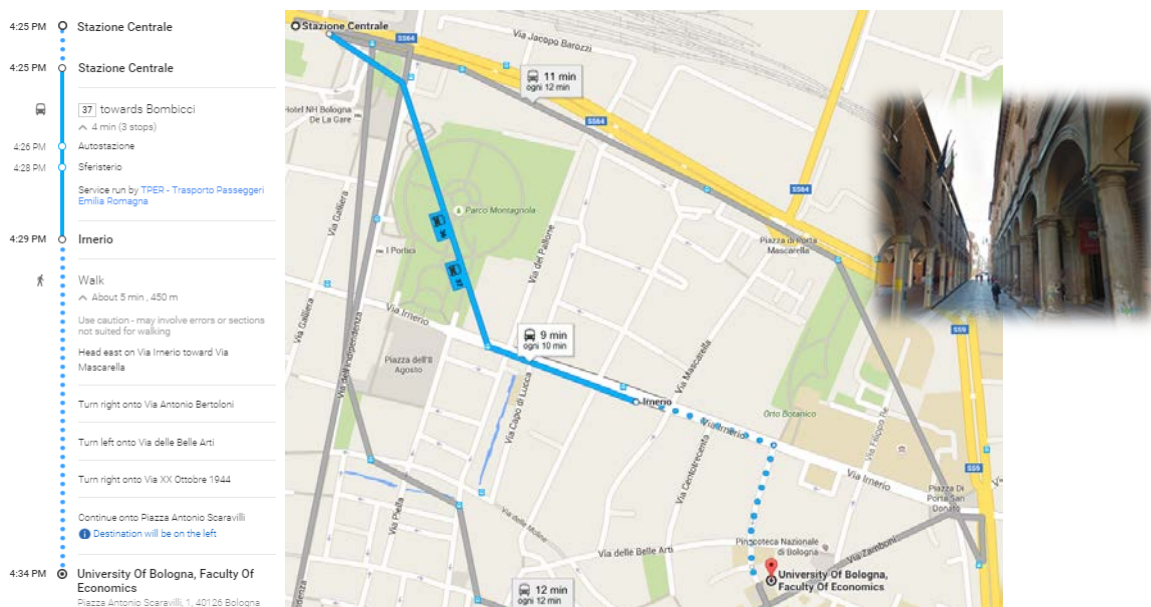 4:25 PM Stazione Centrale
4:25 PM Stazione Centrale
37 towards Bombicci
4 min (3 stops)
4:26 PM Autostazione
4:28 PM Sferisterio
Service run by TPER - Trasporto Passeggeri
Emilia Romagna
4:29 PM Irnerio
Walk
About 5 min , 450 m
Use caution - may involve errors or sections
not suited for walking
Head east on Via Irnerio toward Via
Mascarella
Turn right onto Via Antonio Bertoloni
Turn left onto Via delle Belle Arti
Turn right onto Via XX Ottobre 1944
Continue onto Piazza Antonio Scaravilli
Destination will be on the left
4:34 PM University Of Bologna, Faculty Of
Economics
Piazza Antonio Scaravilli, 1, 40126 Bologna
Stazione Centrale
SS64
Via Jacopo Barozzi
11 min
ogni 12 min
Hotel NH Bologna
De La Gare
SS64
SS64
Via Galliera
Parco Montagnola
I Portici
Via del Pallone
Piazza di Porta
Mascarella
SS9
Via Galliera
Via dell'Indipendenza
Via Irnerio
9 min
ogni 10 min
Piazza dell'8
Agosto
Via Capo di Lucca
Via Mascarella
Irnerio
Orto Botanico
Via Irnerio
Via Filippo Re
Via Centotrecento
Via Irnerio
SS9
Piazza Di
Porta San
Donato
Via Piella
Via delle Moline
Via delle Belle Arti
Pinacoteca Nazionale
di Bologna
Via Zamboni
University Of Bologna,
Faculty Of Economics
12 min
ogni 12 min